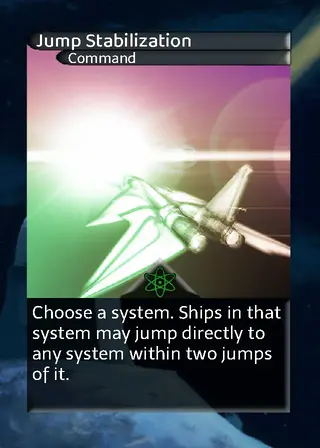 Jump Stabilization
Command
Choose a system. Ships in that
system may jump directly to
any system within two jumps
of it.